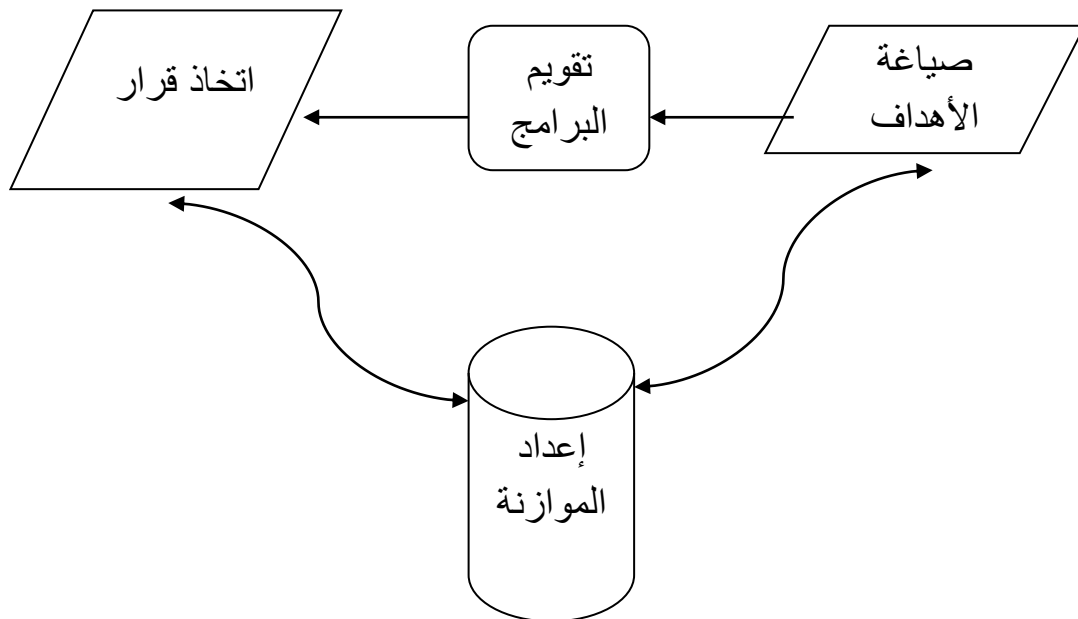 صياغة
الأهداف
تقويم
البرامج
اتخاذ قرار
إعداد
الموازنة